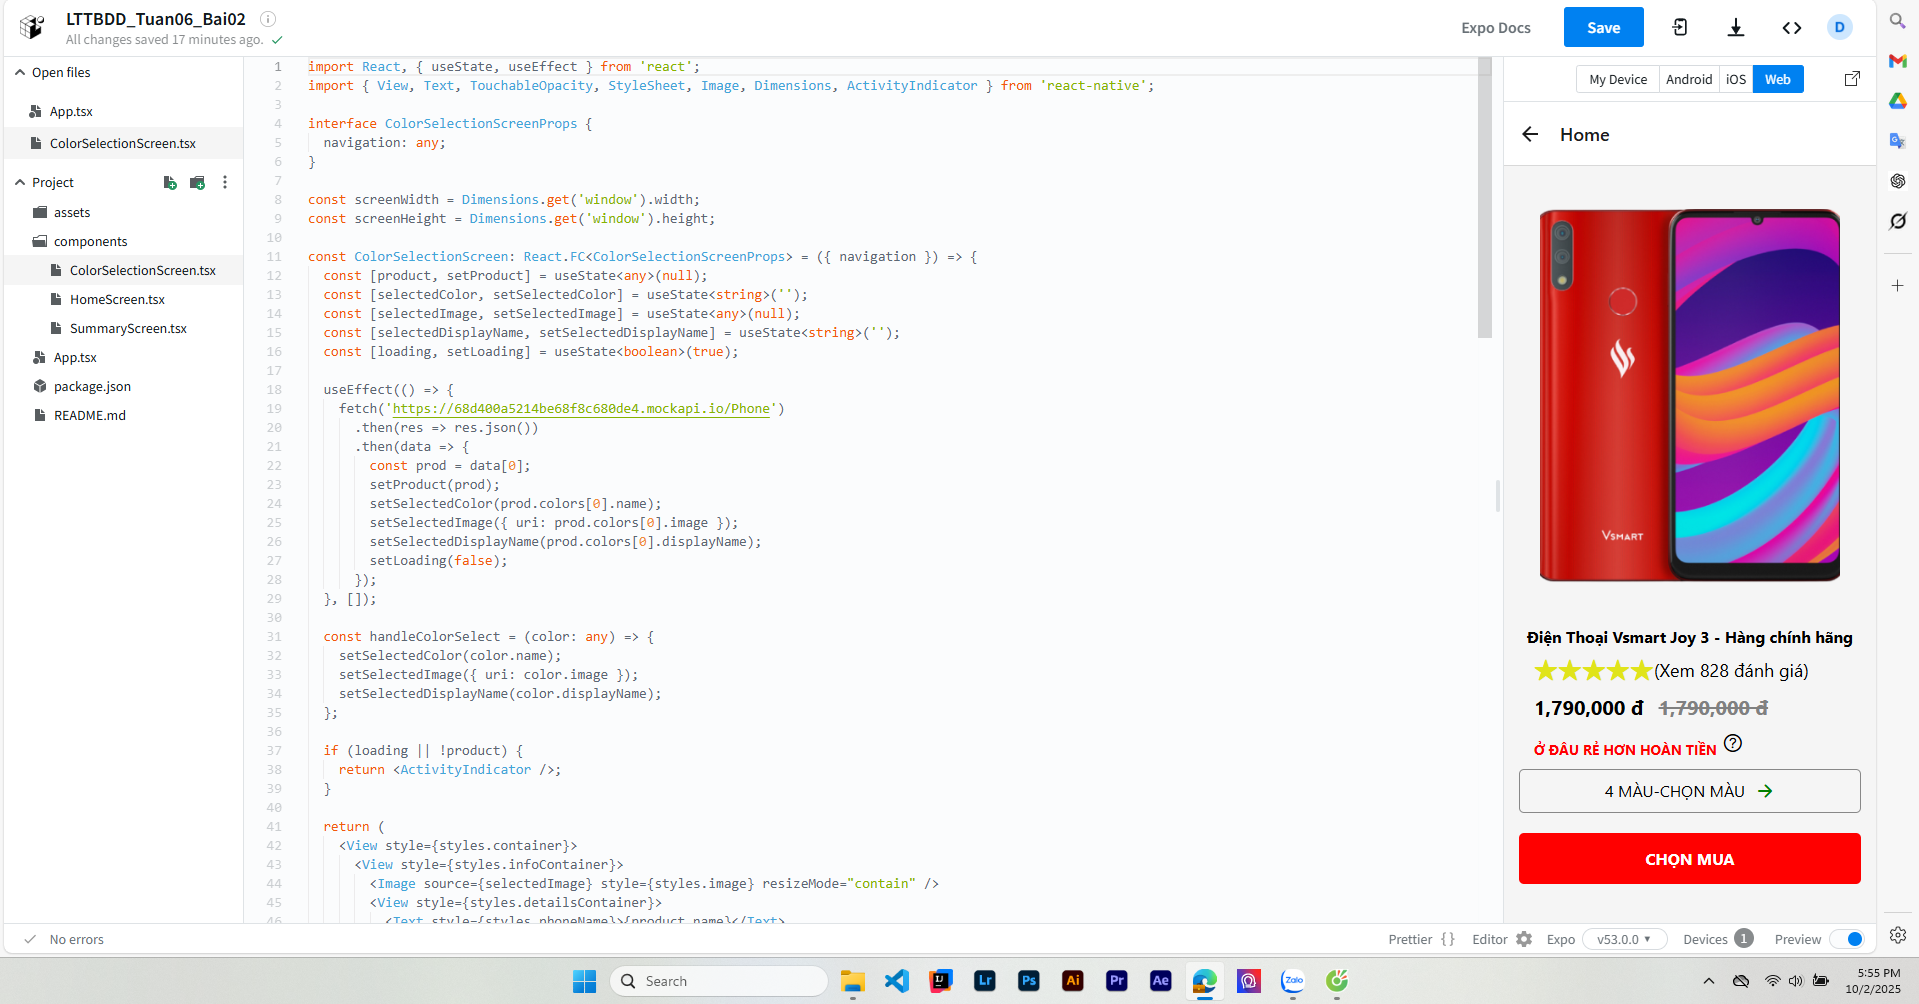 LTTBDD_Tuan06_Bai02
All changes saved 17 minutes ago.
Expo Docs
Save
D
Open files
App.tsx
ColorSelectionScreen.tsx
Project
assets
components
ColorSelectionScreen.tsx
HomeScreen.tsx
SummaryScreen.tsx
App.tsx
package.json
README.md
1 import React, { useState, useEffect } from 'react';
2 import { View, Text, TouchableOpacity, StyleSheet, Image, Dimensions, ActivityIndicator } from 'react-native';
3
4 interface ColorSelectionScreenProps {
5 navigation: any;
6 }
7
8 const screenWidth = Dimensions.get('window').width;
9 const screenHeight = Dimensions.get('window').height;
10
11 const ColorSelectionScreen: React.FC<ColorSelectionScreenProps> = ({ navigation }) => {
12 const [product, setProduct] = useState<any>(null);
13 const [selectedColor, setSelectedColor] = useState<string>('');
14 const [selectedImage, setSelectedImage] = useState<any>(null);
15 const [selectedDisplayName, setSelectedDisplayName] = useState<string>('');
16 const [loading, setLoading] = useState<boolean>(true);
17
18 useEffect(() => {
19 fetch('https://68d400a5214be68f8c680de4.mockapi.io/Phone')
20 .then(res => res.json())
21 .then(data => {
22 const prod = data[0];
23 setProduct(prod);
24 setSelectedColor(prod.colors[0].name);
25 setSelectedImage({ uri: prod.colors[0].image });
26 setSelectedDisplayName(prod.colors[0].displayName);
27 setLoading(false);
28 });
29 }, []);
30
31 const handleColorSelect = (color: any) => {
32 setSelectedColor(color.name);
33 setSelectedImage({ uri: color.image });
34 setSelectedDisplayName(color.displayName);
35 };
36
37 if (loading || !product) {
38 return <ActivityIndicator />;
39 }
40
41 return (
42 <View style={styles.container}>
43 <View style={styles.infoContainer}>
44 <Image source={selectedImage} style={styles.image} resizeMode="contain" />
45 <View style={styles.detailsContainer}>
46 <Text style={styles.phoneName}>{product.name}</Text>
My Device
Android
iOS
Web
Home
VSMART
Điện Thoại Vsmart Joy 3 - Hàng chính hãng
(Xem 828 đánh giá)
1,790,000 đ 1,790,000 đ
Ở ĐÂU RẺ HƠN HOÀN TIỀN ?
4 MÀU-CHỌN MÀU
CHỌN MUA
No errors
Prettier {}
Editor
Expo
v53.0.0
Devices 1
Preview
Search
Lr
Ps
Ai
Pr
Ae
Zalo
5:55 PM
10/2/2025